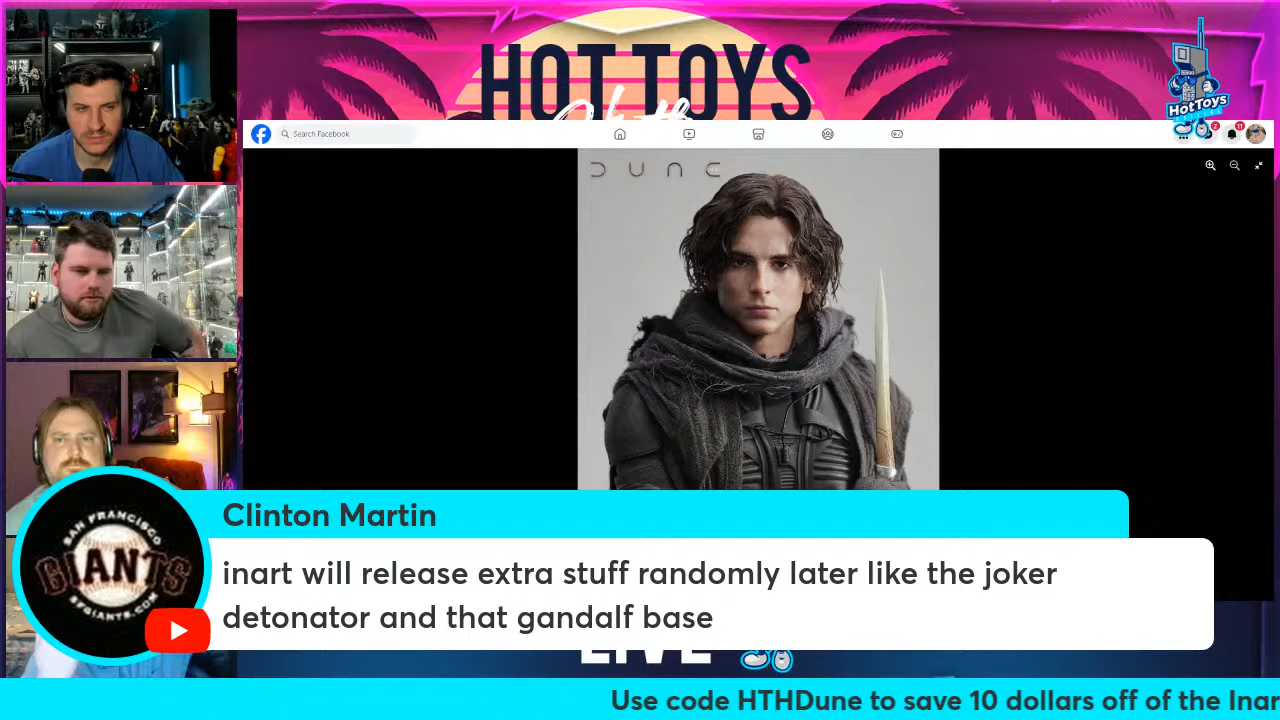 HOT TOYS
HotToys
Search Facebook
2
11
DUNE
Clinton Martin
SAN FRANCISCO
GIANTS
SFGIANTS.COM
inart will release extra stuff randomly later like the joker
detonator and that gandalf base
LIVE
Use code HTHDune to save 10 dollars off of the Inar